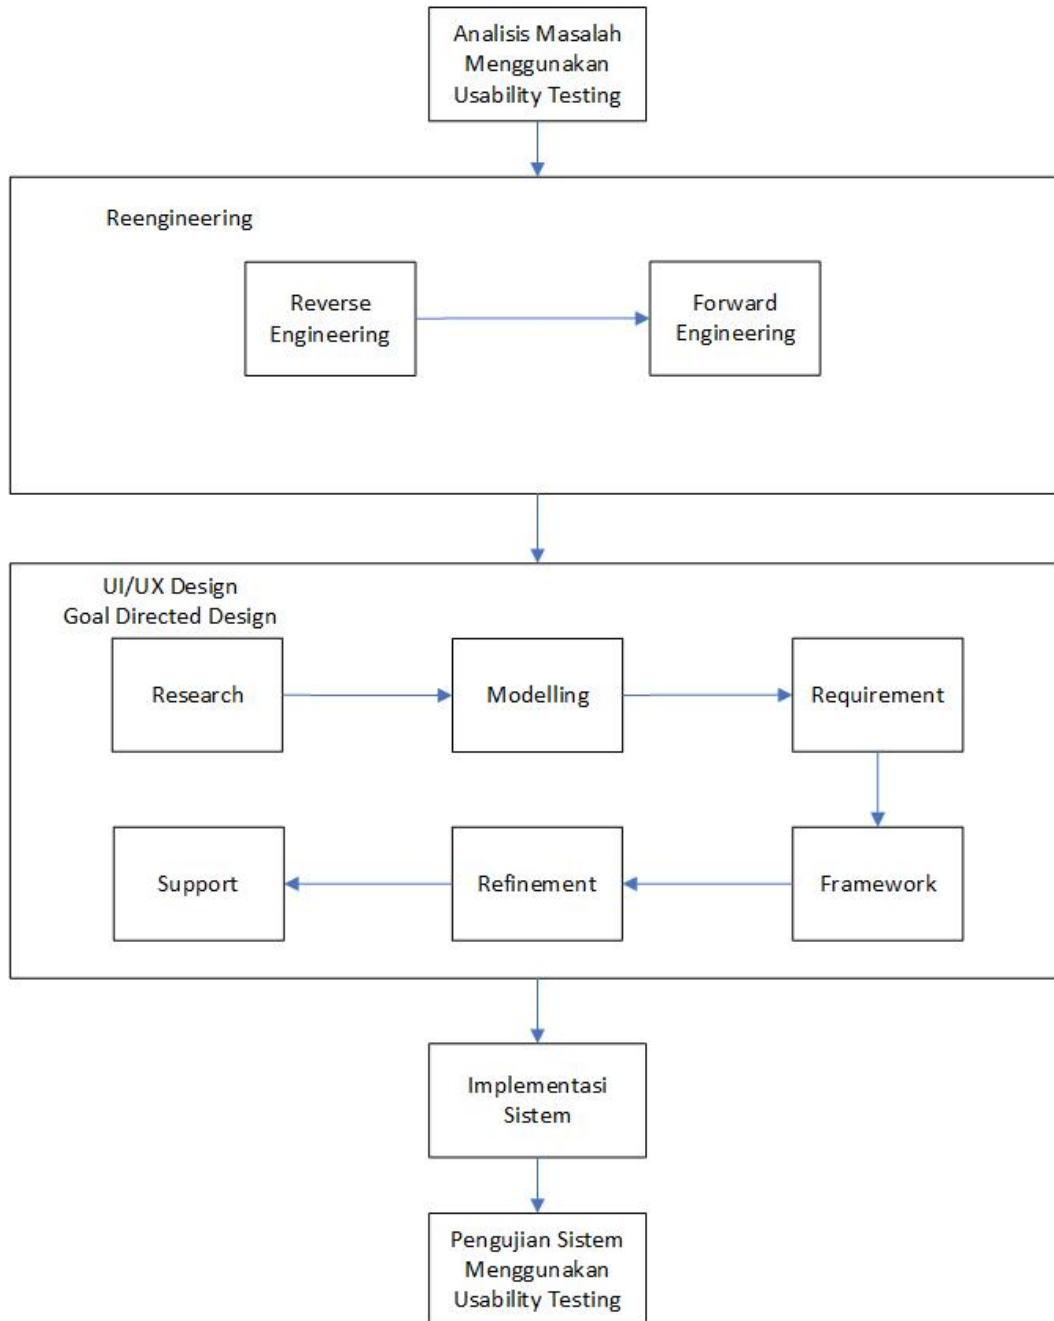 Analisis Masalah
Menggunakan
Usability Testing
Reengineering
Reverse
Engineering
Forward
Engineering
UI/UX Design
Goal Directed Design
Research
Modelling
Requirement
Support
Refinement
Framework
Implementasi
Sistem
Pengujian Sistem
Menggunakan
Usability Testing